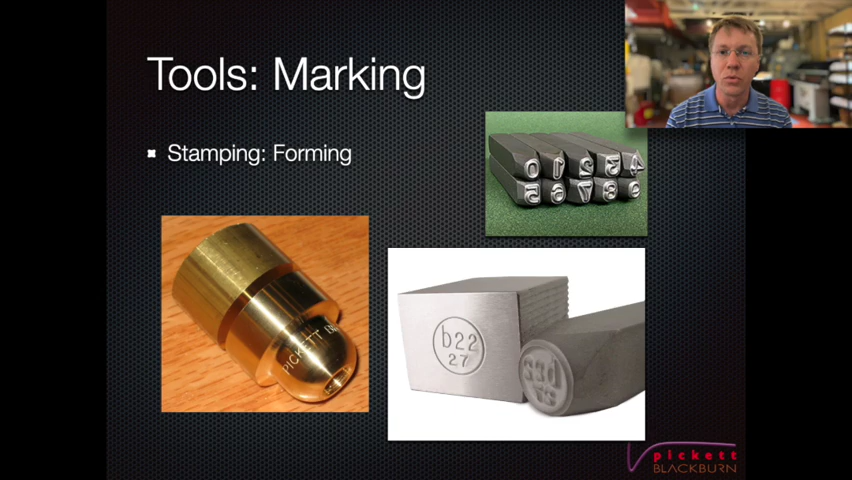 Tools: Marking
Stamping: Forming
PICKETT
b22
27
pickett
BLACKBURN